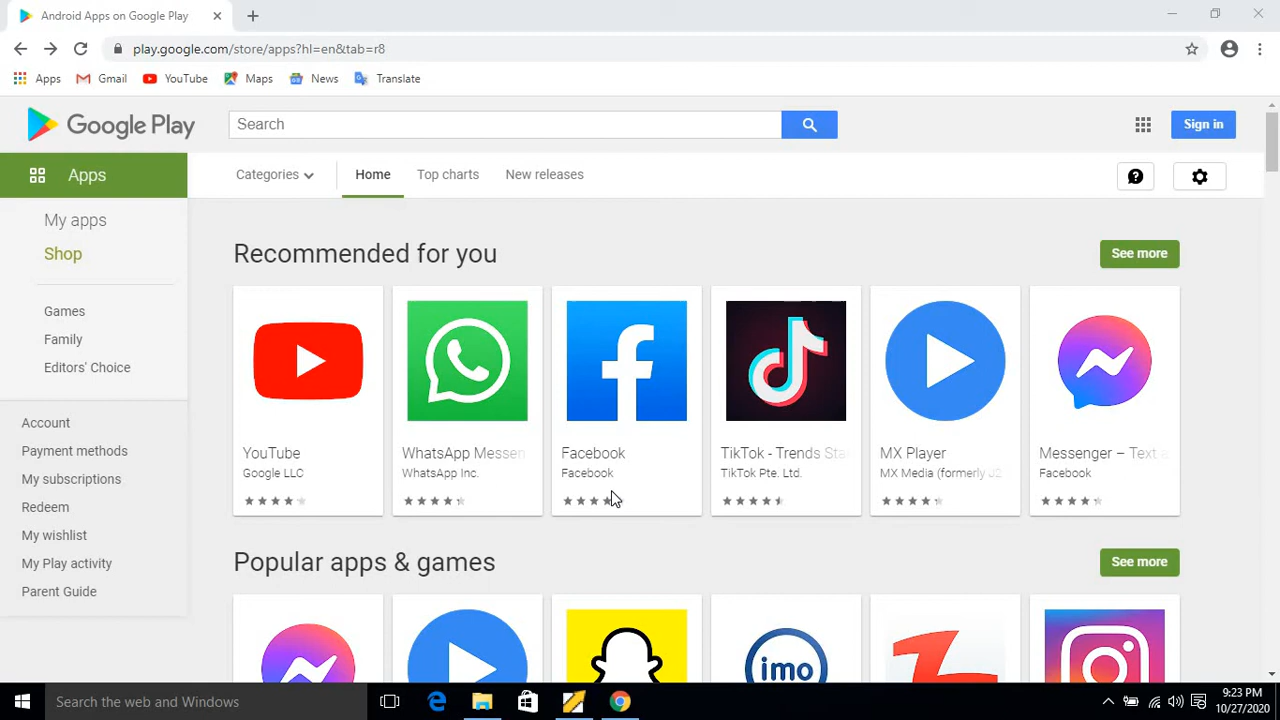 Android Apps on Google Play
play.google.com/store/apps?hl=en&tab=r8
Apps Gmail YouTube Maps News Translate
Google Play Search Sign in
Apps Categories Home Top charts New releases
My apps
Shop
Games
Family
Editors' Choice
Account
Payment methods
My subscriptions
Redeem
My wishlist
My Play activity
Parent Guide
Recommended for you See more
YouTube WhatsApp Messen Facebook TikTok - Trends Sta MX Player Messenger – Text a
Google LLC WhatsApp Inc. Facebook TikTok Pte. Ltd. MX Media (formerly J2 Facebook
Popular apps & games See more
imo
Search the web and Windows
9:23 PM
10/27/2020